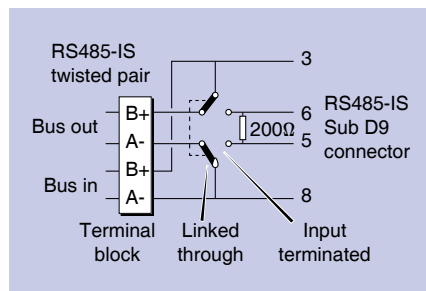 RS485-IS
twisted pair
3
Bus out
B+
A-
6
200Ω
5
RS485-IS
Sub D9
connector
Bus in
B+
A-
8
Terminal
block
Linked
through
Input
terminated